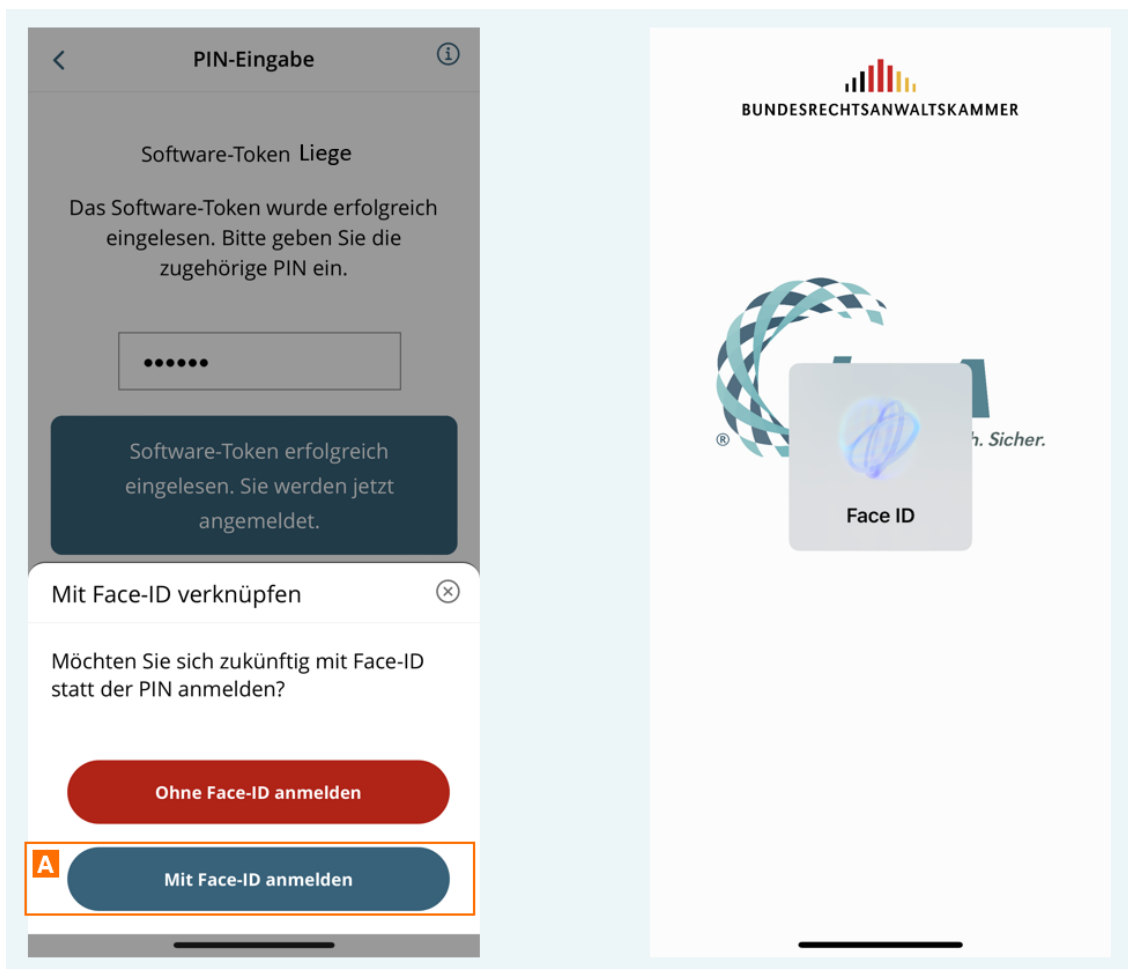 PIN-Eingabe
Software-Token Liege
Das Software-Token wurde erfolgreich
eingelesen. Bitte geben Sie die
zugehörige PIN ein.
••••••
Software-Token erfolgreich
eingelesen. Sie werden jetzt
angemeldet.
Mit Face-ID verknüpfen
Möchten Sie sich zukünftig mit Face-ID
statt der PIN anmelden?
Ohne Face-ID anmelden
A
Mit Face-ID anmelden
BUNDESRECHTSANWALTSKAMMER
®
h. Sicher.
Face ID